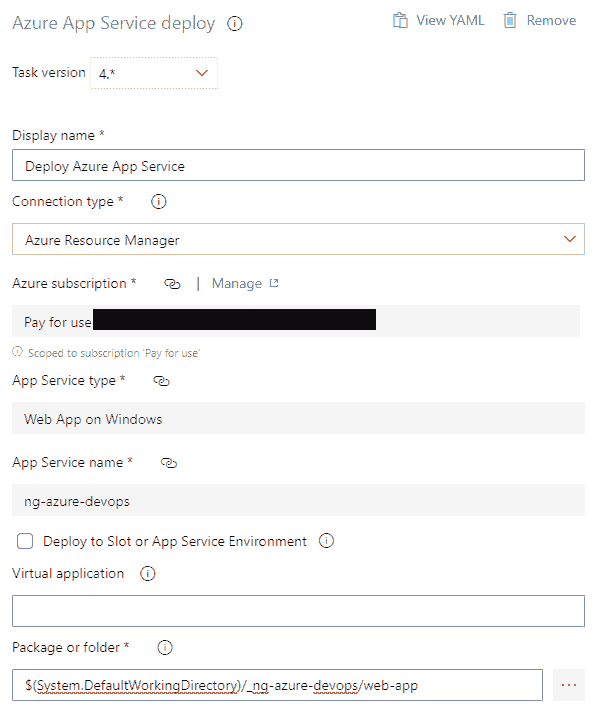 Azure App Service deploy
View YAML
Remove
Task version 4.*
Display name *
Deploy Azure App Service
Connection type *
Azure Resource Manager
Azure subscription * | Manage
Pay for use
Scoped to subscription 'Pay for use'
App Service type *
Web App on Windows
App Service name *
ng-azure-devops
Deploy to Slot or App Service Environment
Virtual application
Package or folder *
$(System.DefaultWorkingDirectory)/_ng-azure-devops/web-app
...